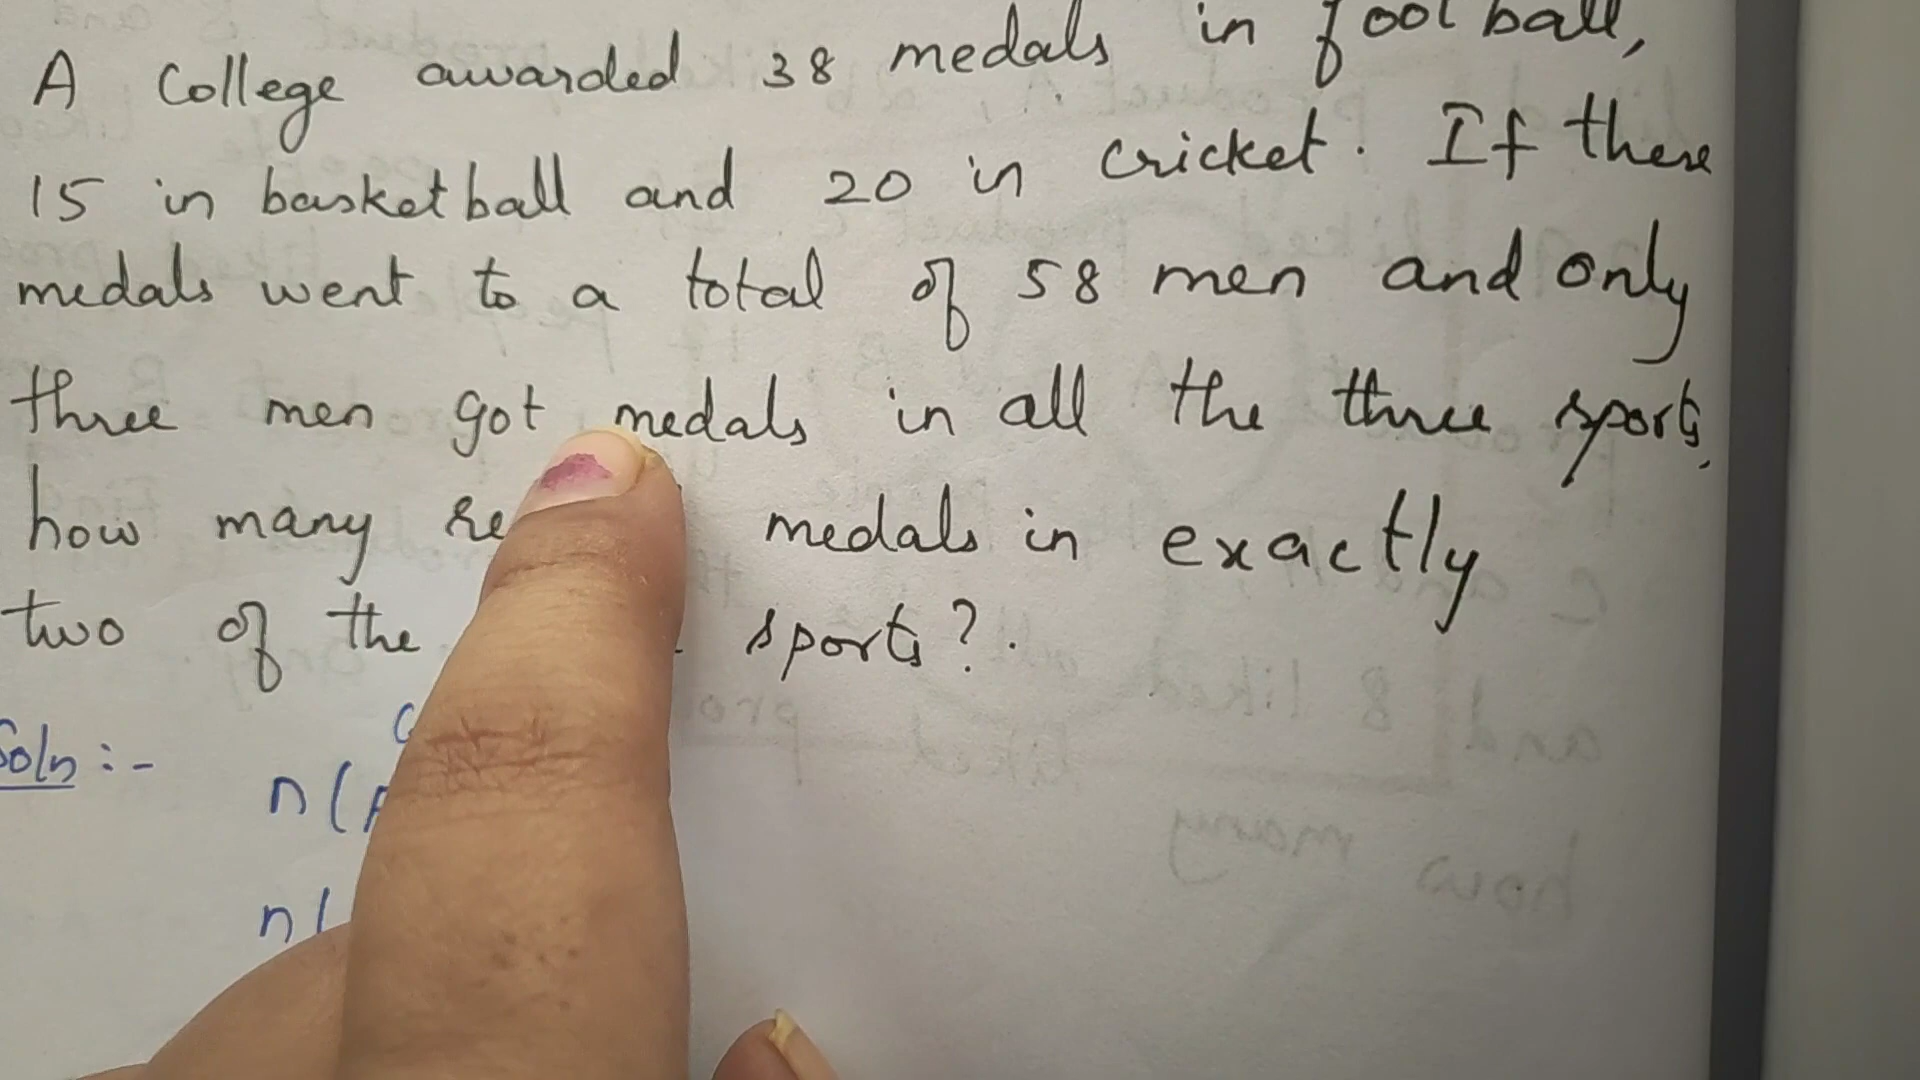 A College awarded 38 medals in football,
15 in basketball and 20 in cricket. If these
medals went to a total of 58 men and only
three men got medals in all the three sports,
how many medals in exactly
two of the sports?.
Soln :-
n(
n(